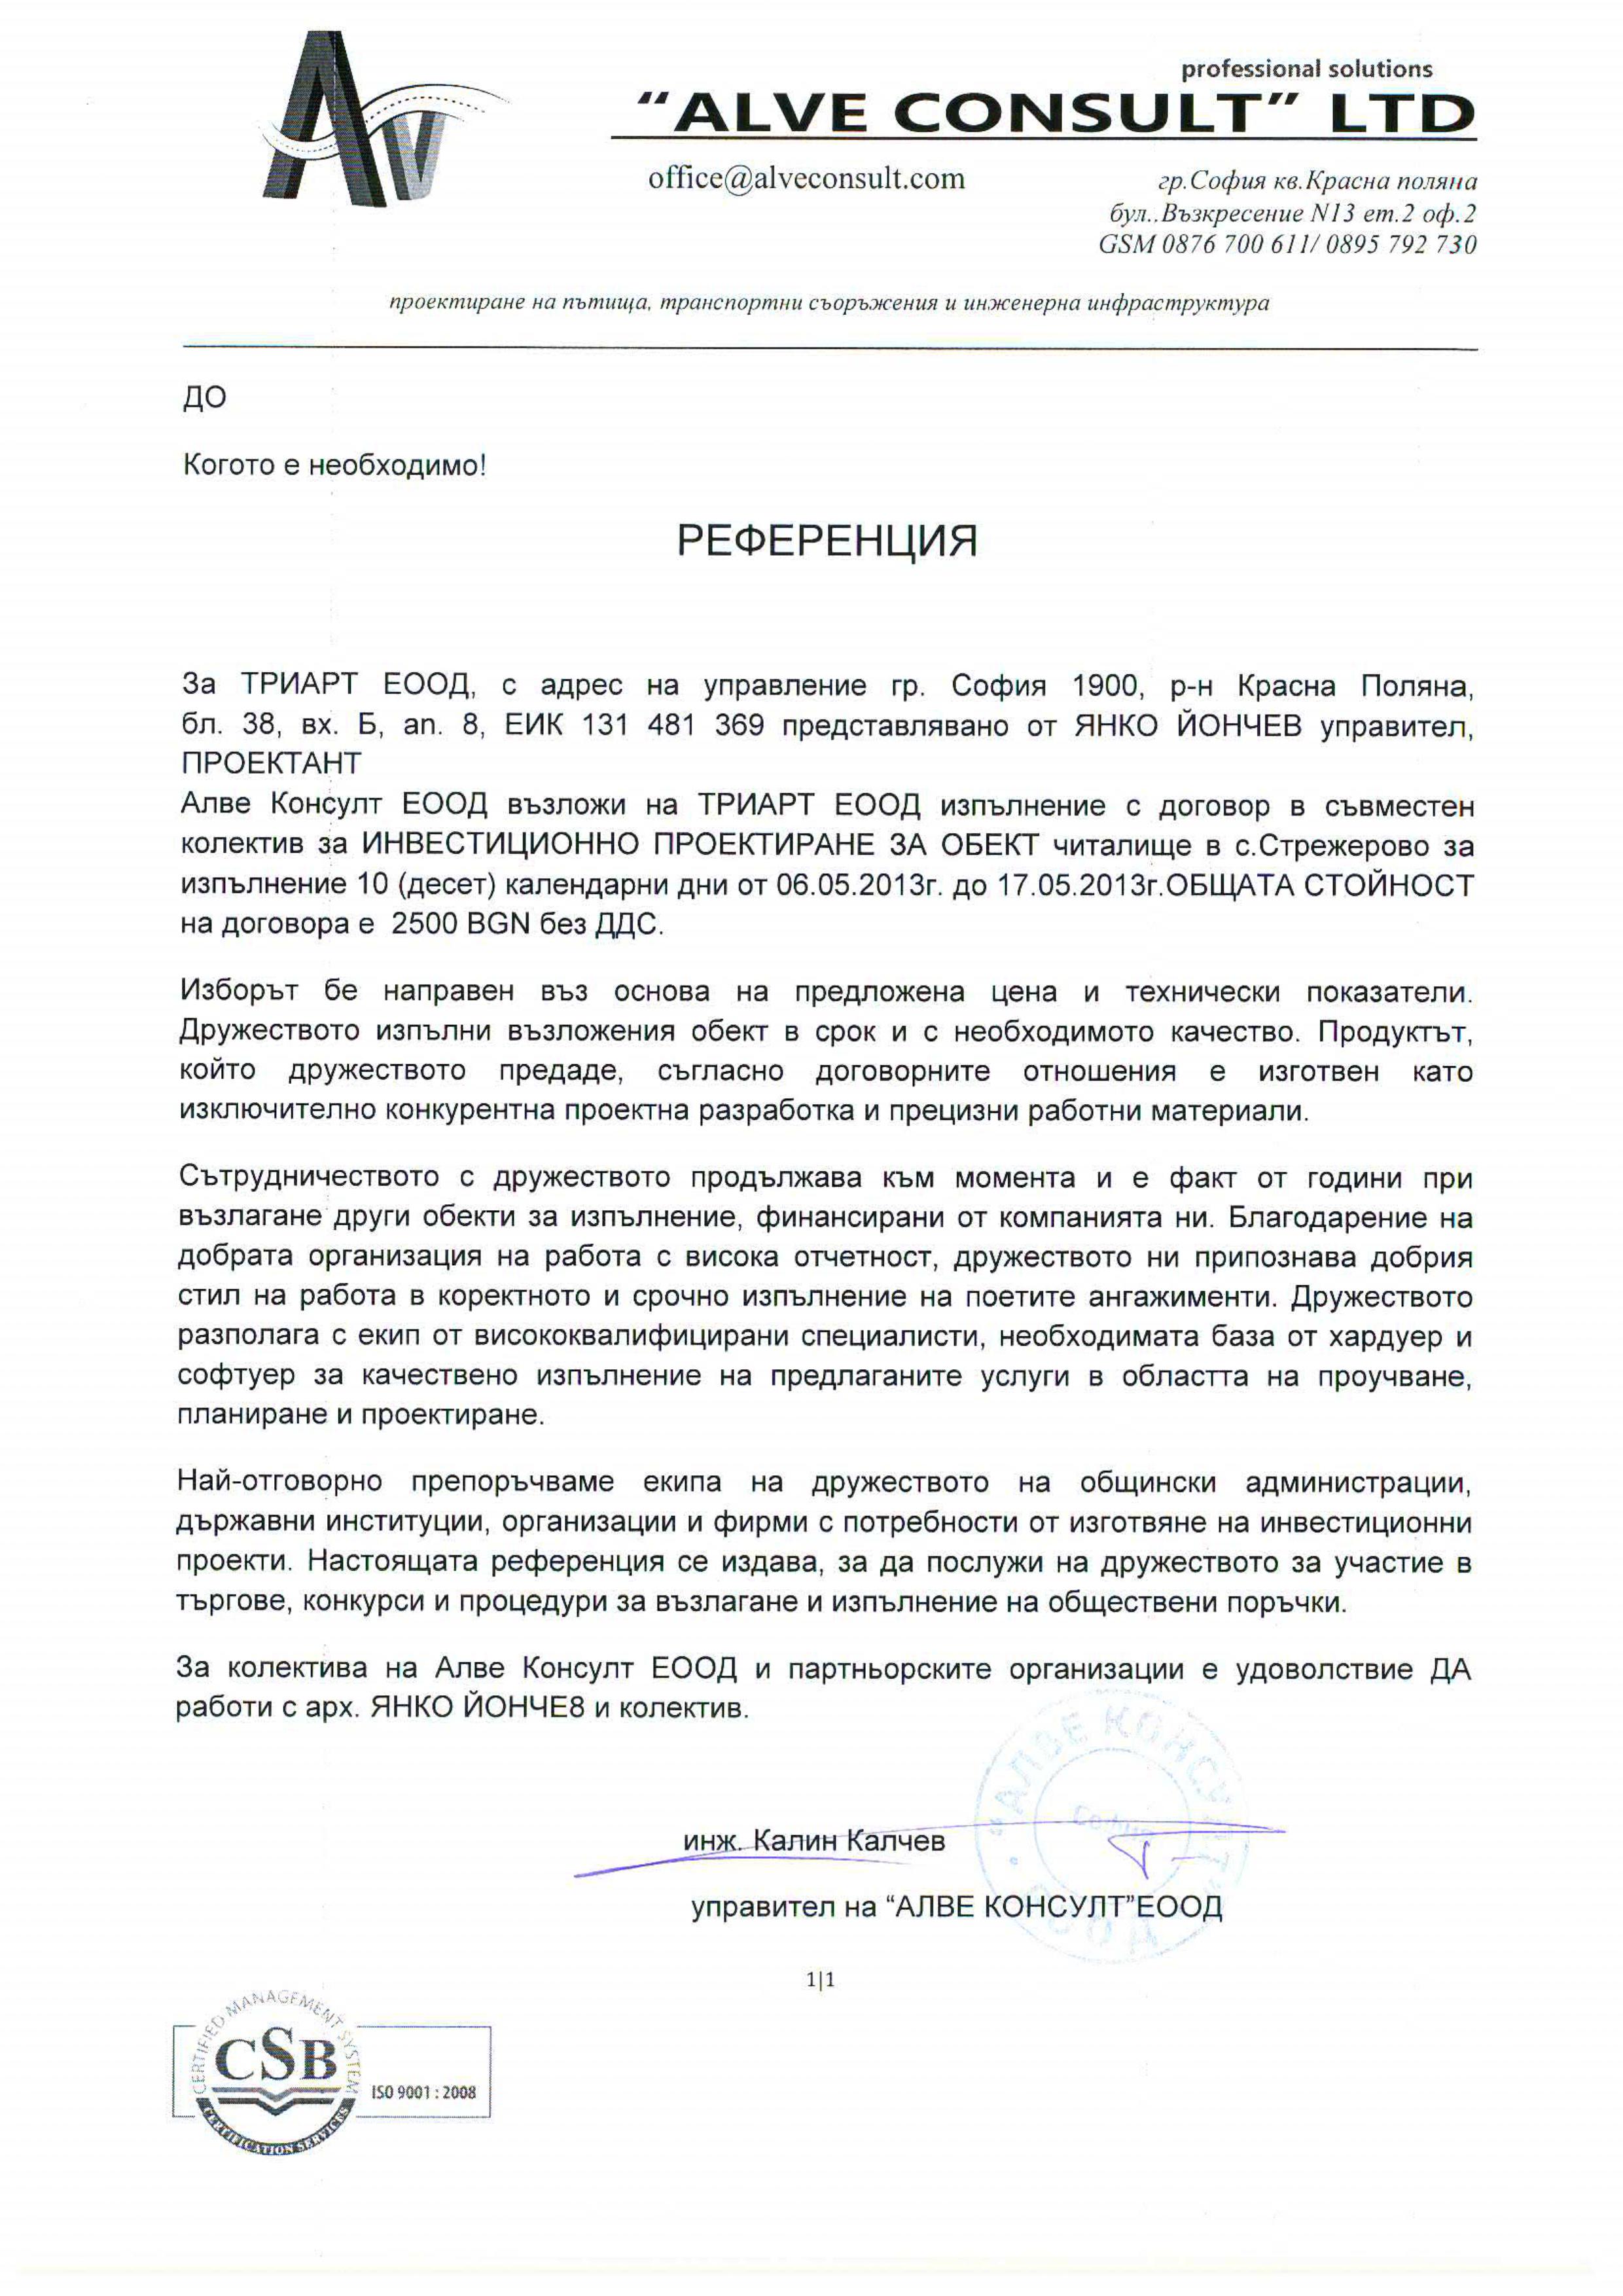 AV
professional solutions
"ALVE CONSULT" LTD
office@alveconsult.com
гр.София кв.Красна поляна
бул..Възкресение N13 ет.2 оф.2
GSM 0876 700 611/ 0895 792 730
проектиране на пътища, транспортни съоръжения и инженерна инфраструктура
ДО
Когото е необходимо!
РЕФЕРЕНЦИЯ
За ТРИАРТ ЕООД, с адрес на управление гр. София 1900, р-н Красна Поляна,
бл. 38, вх. Б, ап. 8, ЕИК 131 481 369 представлявано от ЯНКО ЙОНЧЕВ управител,
ПРОЕКТАНТ
Алве Консулт ЕООД възложи на ТРИАРТ ЕООД изпълнение с договор в съвместен
колектив за ИНВЕСТИЦИОННО ПРОЕКТИРАНЕ ЗА ОБЕКТ читалище в с.Стрежерово за
изпълнение 10 (десет) календарни дни от 06.05.2013г. до 17.05.2013г.ОБЩАТА СТОЙНОСТ
на договора е 2500 BGN без ДДС.
Изборът бе направен въз основа на предложена цена и технически показатели.
Дружеството изпълни възложения обект в срок и с необходимото качество. Продуктът,
който дружеството предаде, съгласно договорните отношения е изготвен като
изключително конкурентна проектна разработка и прецизни работни материали.
Сътрудничеството с дружеството продължава към момента и е факт от години при
възлагане други обекти за изпълнение, финансирани от компанията ни. Благодарение на
добрата организация на работа с висока отчетност, дружеството ни припознава добрия
стил на работа в коректното и срочно изпълнение на поетите ангажименти. Дружеството
разполага с екип от висококвалифицирани специалисти, необходимата база от хардуер и
софтуер за качествено изпълнение на предлаганите услуги в областта на проучване,
планиране и проектиране.
Най-отговорно препоръчваме екипа на дружеството на общински администрации,
държавни институции, организации и фирми с потребности от изготвяне на инвестиционни
проекти. Настоящата референция се издава, за да послужи на дружеството за участие в
търгове, конкурси и процедури за възлагане и изпълнение на обществени поръчки.
За колектива на Алве Консулт ЕООД и партньорските организации е удоволствие ДА
работи с арх. ЯНКО ЙОНЧЕ8 и колектив.
"АЛВЕ КОНСУЛТ"
София
ЕООД
инж. Калин Калчев
управител на "АЛВЕ КОНСУЛТ"ЕООД
1|1
CERTIFIED MANAGEMENT SYSTEM
CSB
ISO 9001 : 2008
CERTIFICATION SERVICES